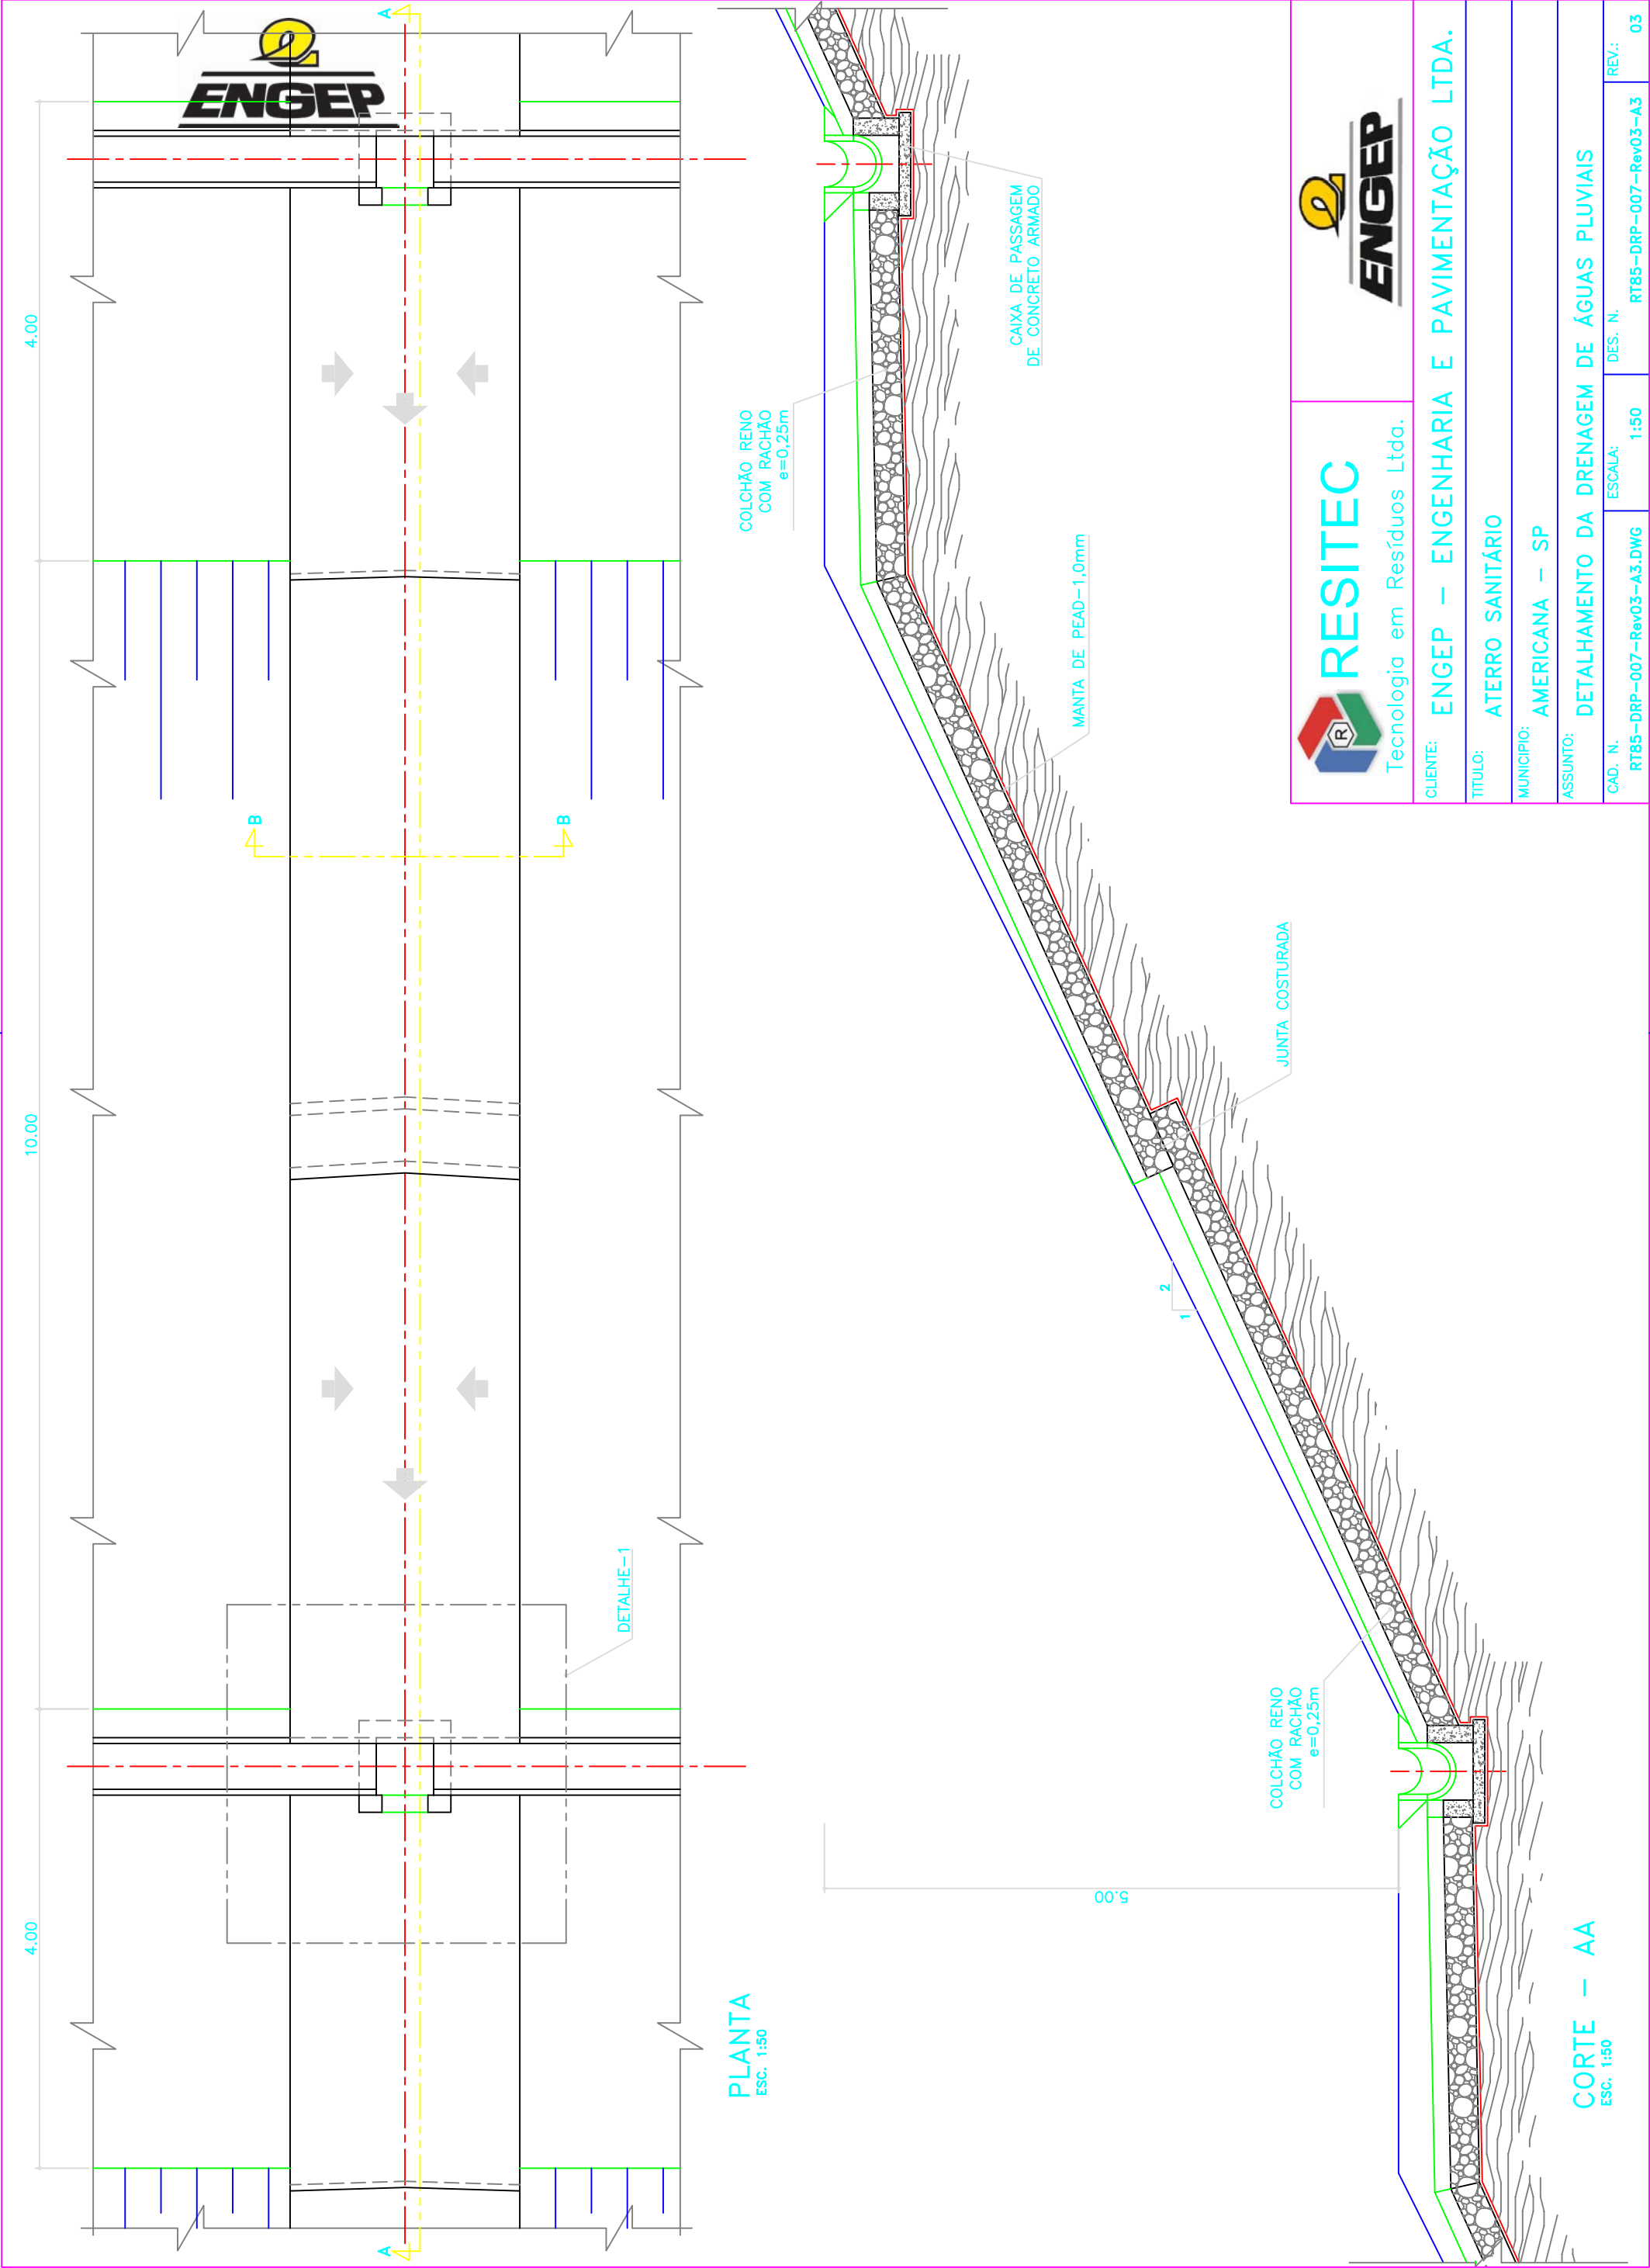 ENGEP
A
A
4.00
10.00
4.00
B
B
DETALHE-1
PLANTA
ESC. 1:50
COLCHÃO RENO
COM RACHÃO
e=0,25m
CAIXA DE PASSAGEM
DE CONCRETO ARMADO
MANTA DE PEAD-1,0mm
JUNTA COSTURADA
2
1
COLCHÃO RENO
COM RACHÃO
e=0,25m
5.00
CORTE - AA
ESC. 1:50
R
RESITEC
Tecnologia em Resíduos Ltda.
ENGEP
CLIENTE:
ENGEP - ENGENHARIA E PAVIMENTAÇÃO LTDA.
TITULO:
ATERRO SANITÁRIO
MUNICIPIO:
AMERICANA - SP
ASSUNTO:
DETALHAMENTO DA DRENAGEM DE ÁGUAS PLUVIAIS
CAD. N.
RT85-DRP-007-Rev03-A3.DWG
ESCALA:
1:50
DES. N.
RT85-DRP-007-Rev03-A3
REV.:
03